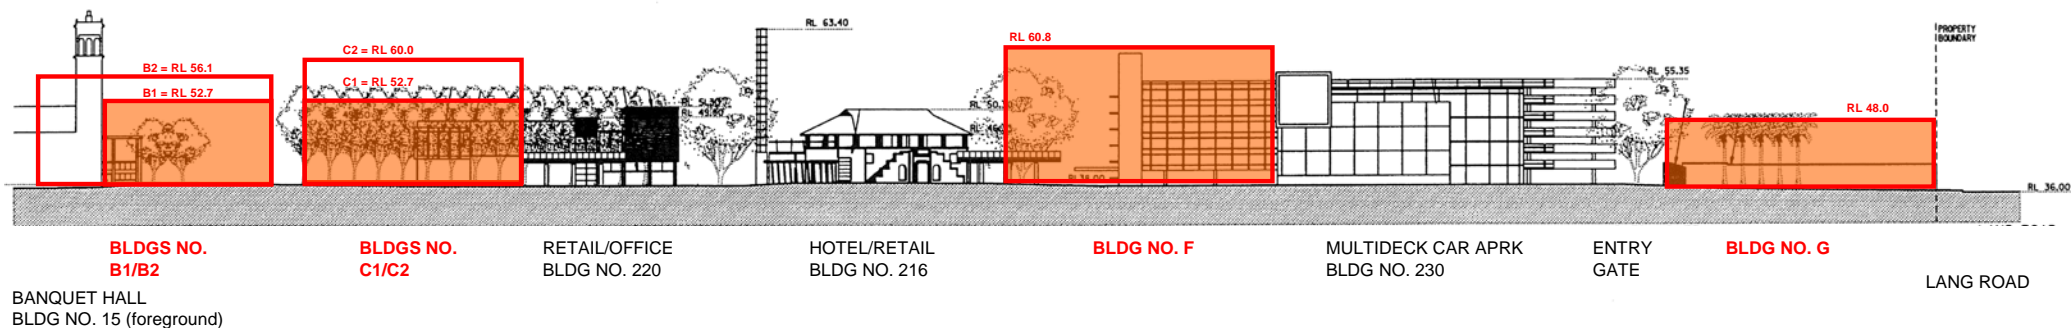 RL 63.40
PROPERTY
BOUNDARY
C2 = RL 60.0
RL 60.8
B2 = RL 56.1
C1 = RL 52.7
RL 55.35
B1 = RL 52.7
RL 48.0
RL 36.00
BLDGS NO.
B1/B2
BLDGS NO.
C1/C2
RETAIL/OFFICE
BLDG NO. 220
HOTEL/RETAIL
BLDG NO. 216
BLDG NO. F
MULTIDECK CAR APRK
BLDG NO. 230
ENTRY
GATE
BLDG NO. G
LANG ROAD
BANQUET HALL
BLDG NO. 15 (foreground)